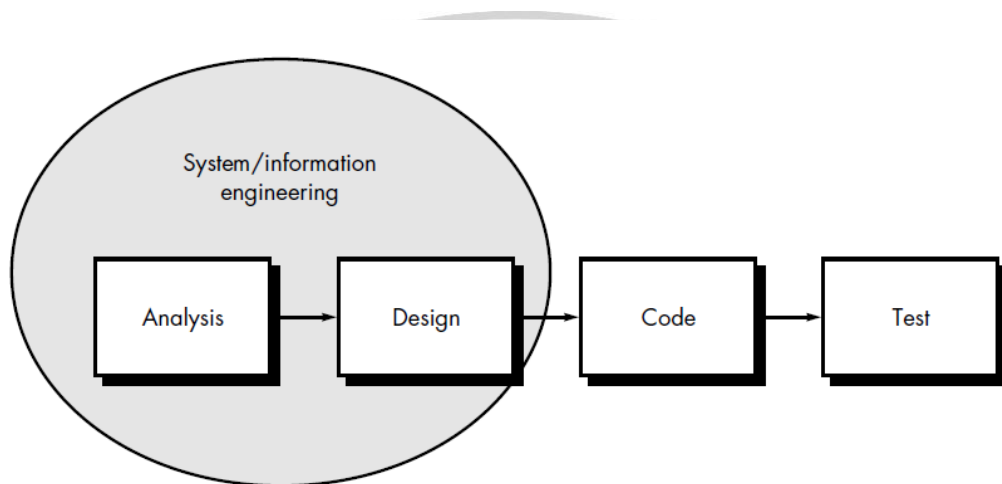 System/information
engineering
Analysis
Design
Code
Test